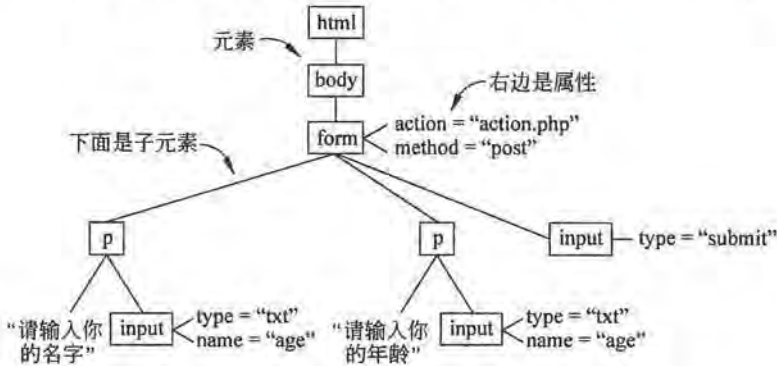 html
元素
body
右边是属性
form
action = “action.php”
method = “post”
下面是子元素
p
p
input
type = “submit”
“请输入你
的名字”
input
type = “txt”
name = “age”
“请输入你
的年龄”
input
type = “txt”
name = “age”